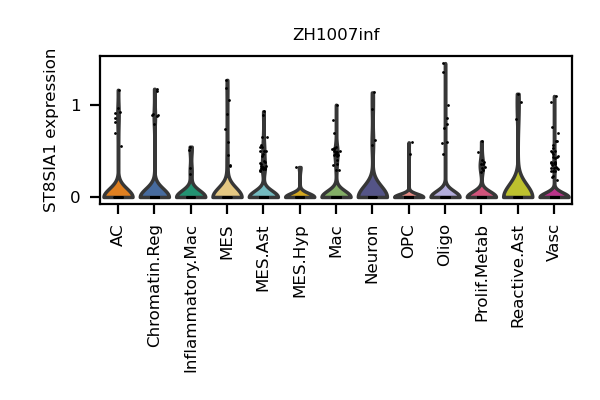 ZH1007inf
ST8SIA1 expression
1
0
AC
Chromatin.Reg
Inflammatory.Mac
MES
MES.Ast
MES.Hyp
Mac
Neuron
OPC
Oligo
Prolif.Metab
Reactive.Ast
Vasc